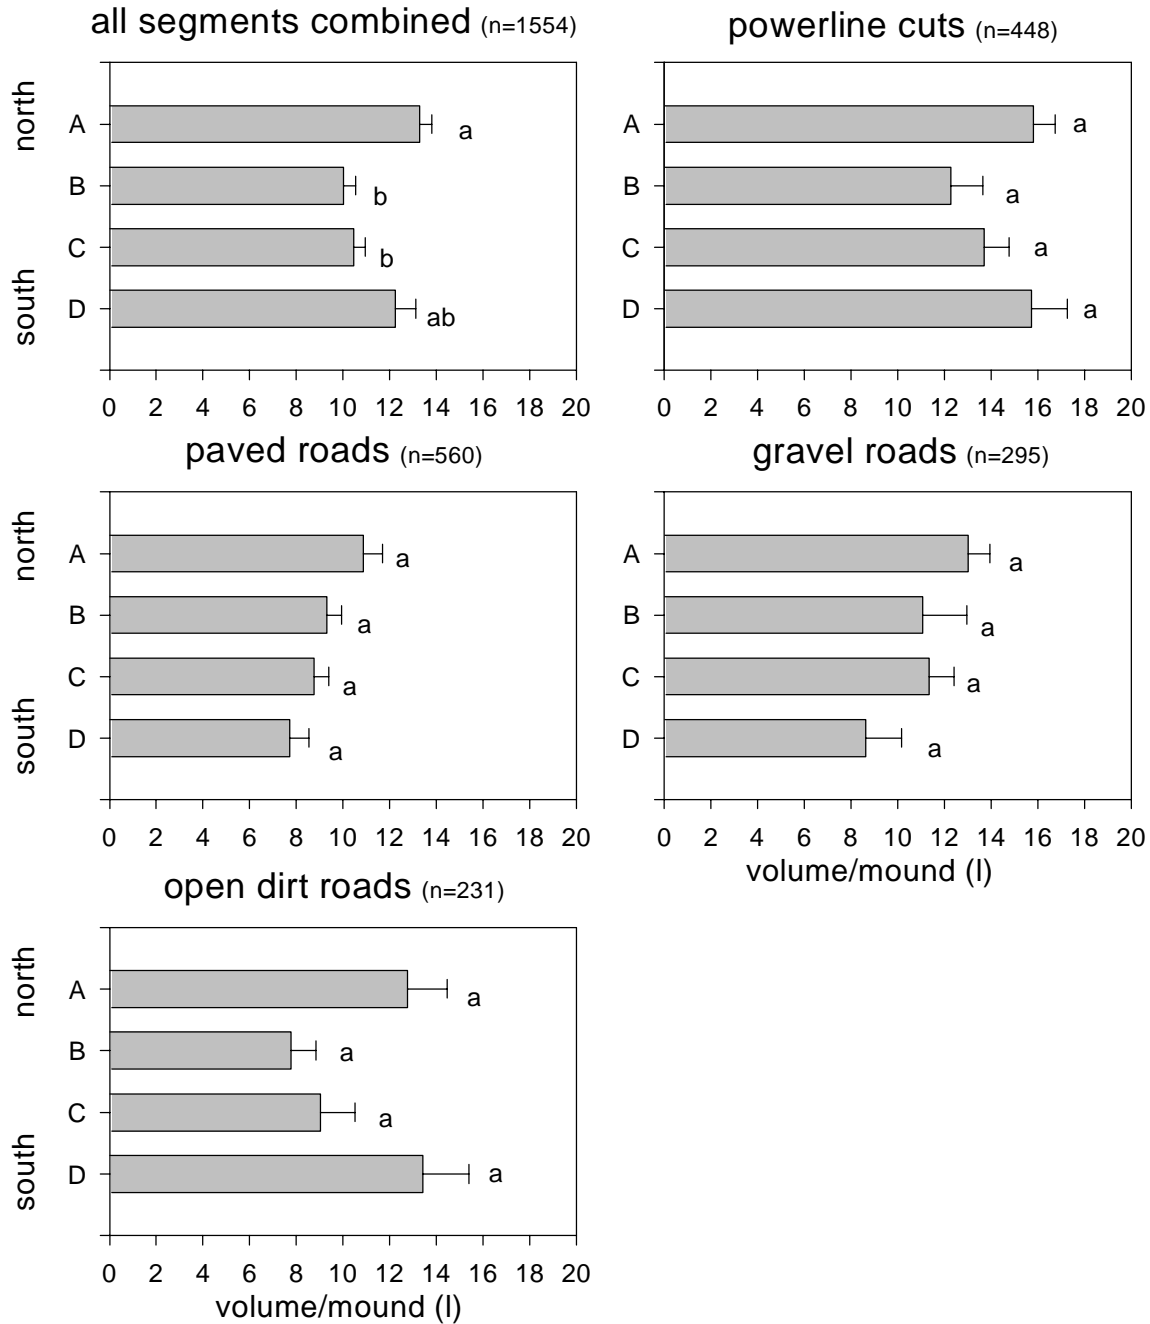 all segments combined (n=1554)
north
south
A
a
B
b
C
b
D
ab
0 2 4 6 8 10 12 14 16 18 20
powerline cuts (n=448)
A
a
B
a
C
a
D
a
0 2 4 6 8 10 12 14 16 18 20
paved roads (n=560)
north
south
A
a
B
a
C
a
D
a
0 2 4 6 8 10 12 14 16 18 20
gravel roads (n=295)
A
a
B
a
C
a
D
a
0 2 4 6 8 10 12 14 16 18 20
volume/mound (l)
open dirt roads (n=231)
north
south
A
a
B
a
C
a
D
a
0 2 4 6 8 10 12 14 16 18 20
volume/mound (l)